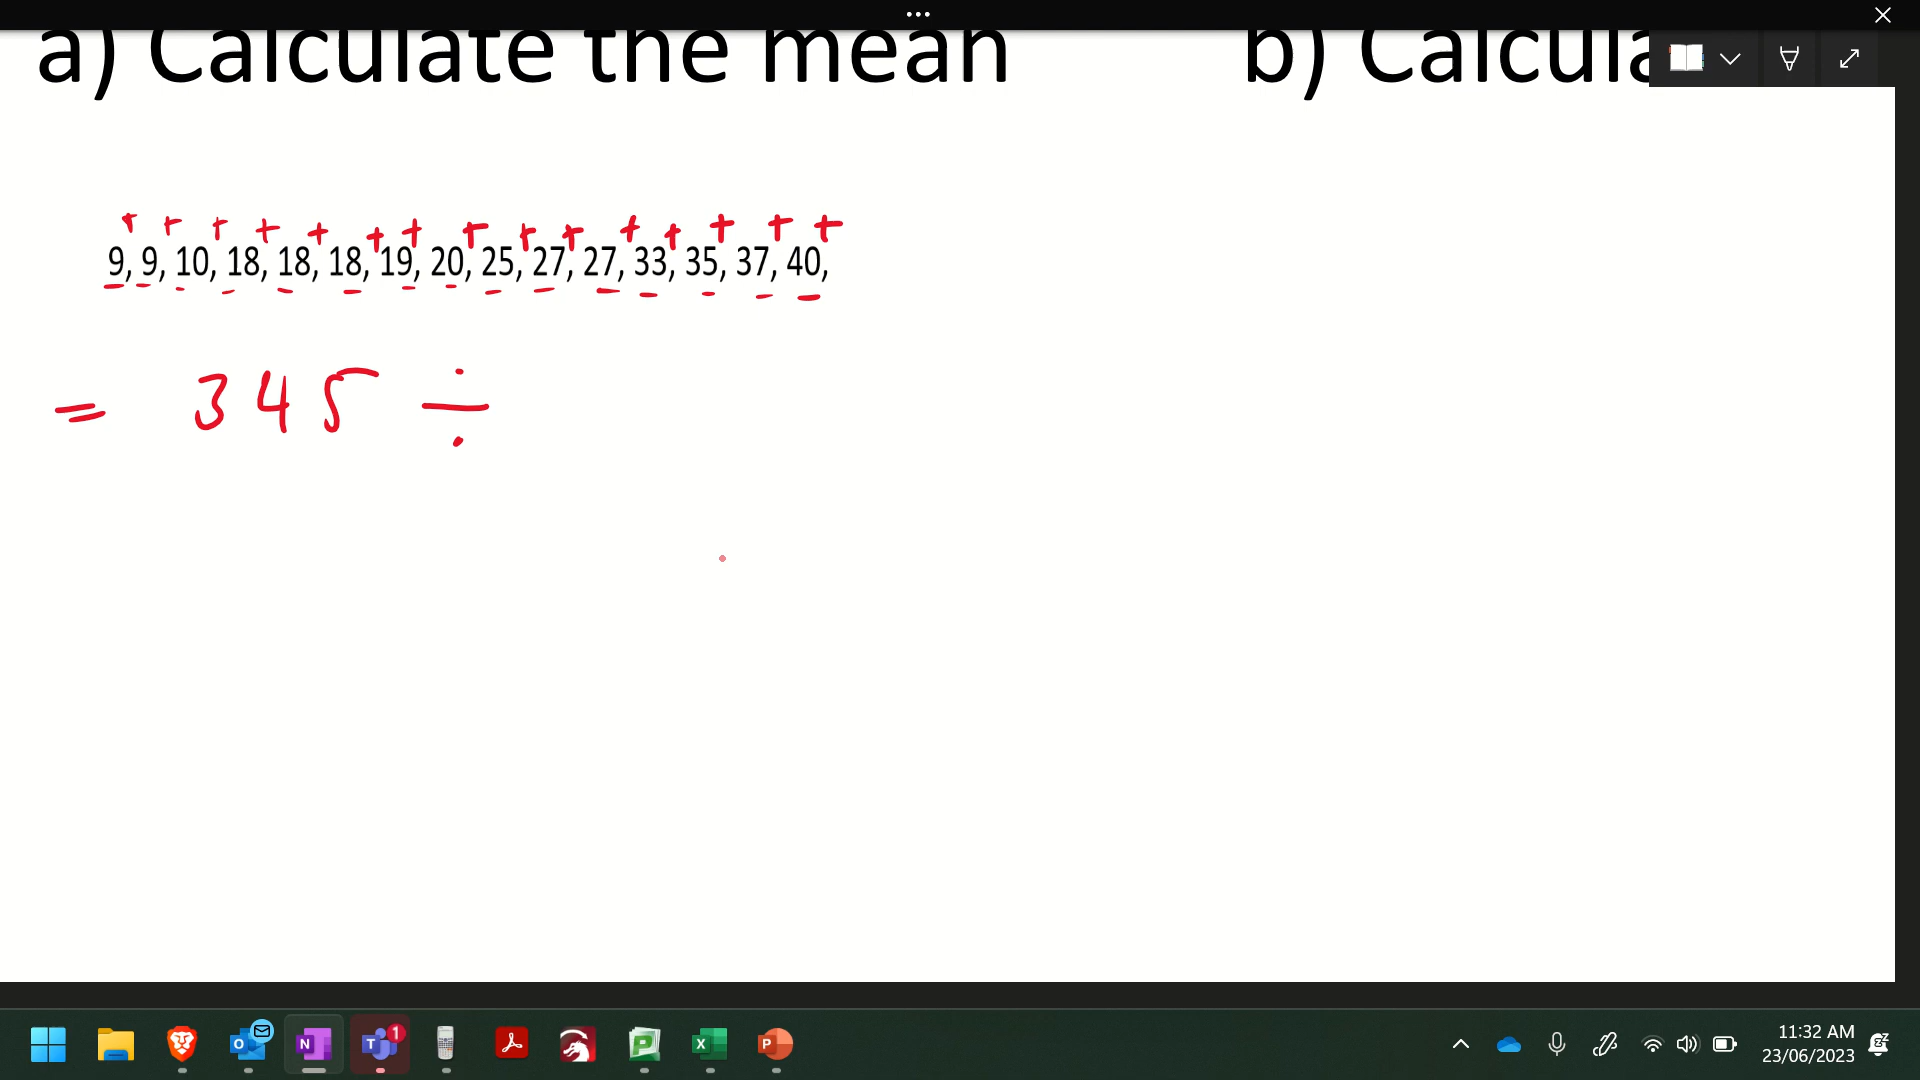 a) Calculate the mean
b) Calcula
+ + + + + + + + + + + + + + +
9, 9, 10, 18, 18, 18, 19, 20, 25, 27, 27, 33, 35, 37, 40,
= 345 ÷
1
11:32 AM
23/06/2023